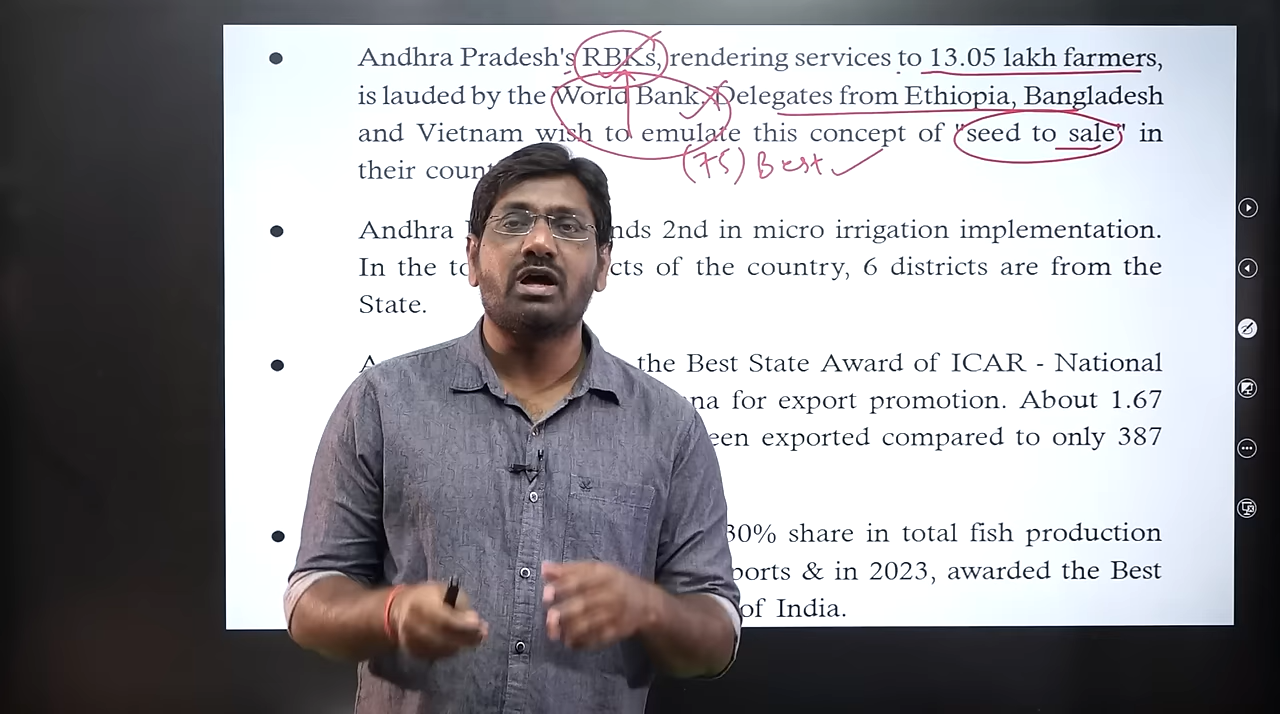 Andhra Pradesh's RBKs, rendering services to 13.05 lakh farmers,
is lauded by the World Bank. Delegates from Ethiopia, Bangladesh
and Vietnam wish to emulate this concept of "seed to sale" in
their
(75) Best
Andhra nds 2nd in micro irrigation implementation.
In the cts of the country, 6 districts are from the
State.
the Best State Award of ICAR - National
na for export promotion. About 1.67
een exported compared to only 387
30% share in total fish production
ports & in 2023, awarded the Best
of India.